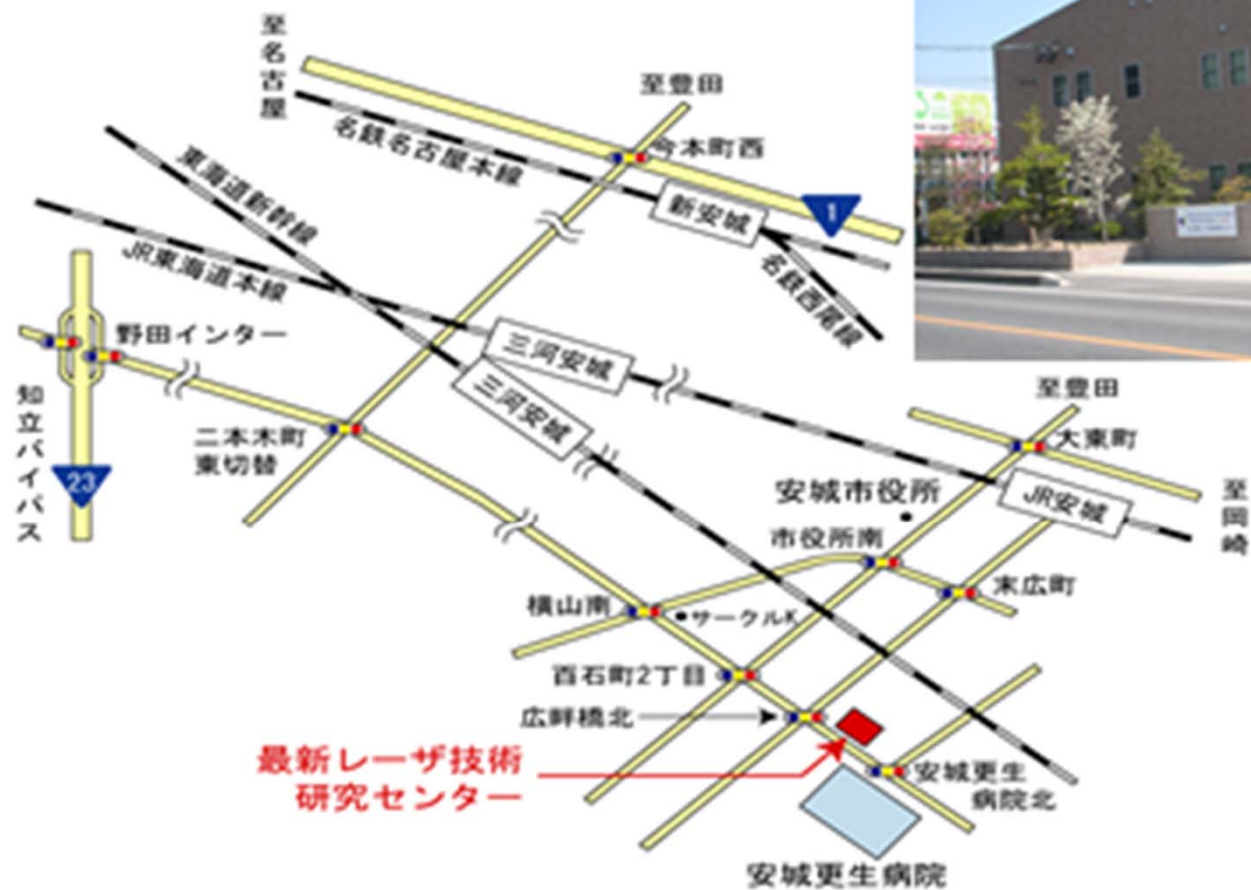 至名古屋
至豊田
名鉄名古屋本線
今本町西
東海道新幹線
新安城
1
JR東海道本線
名鉄西尾線
野田インター
三河安城
三河安城
知立バイパス
23
二本木町
東切替
至豊田
大東町
安城市役所
JR安城
至岡崎
市役所南
末広町
横山南
サークルK
百石町2丁目
広畔橋北
最新レーザ技術
研究センター
安城更生
病院北
安城更生病院